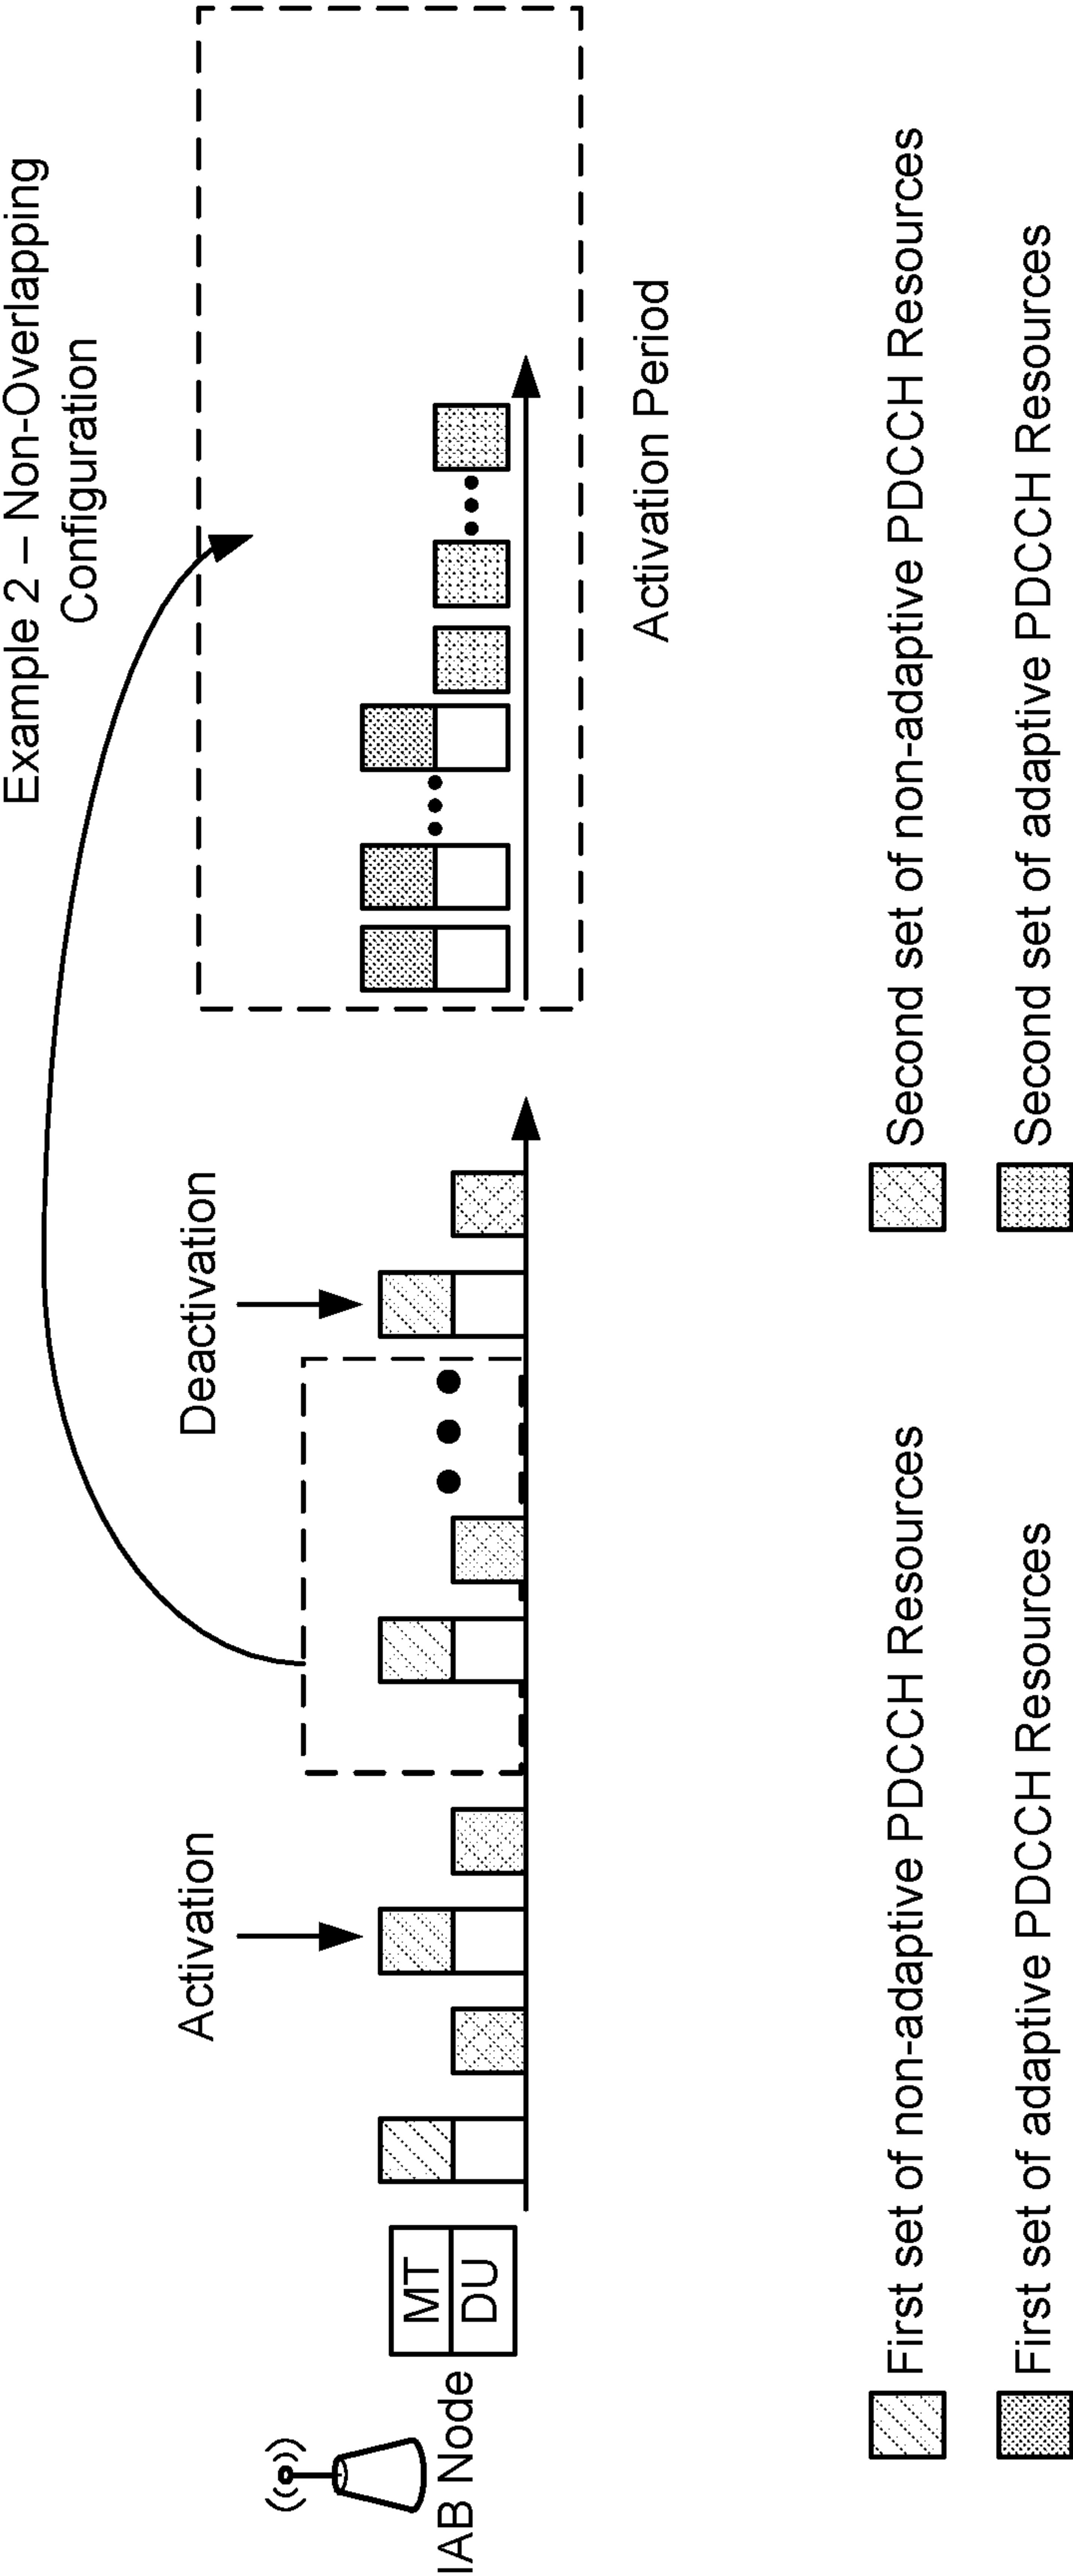 Example 2 – Non-Overlapping
Configuration
Activation
Deactivation
IAB Node
MT
DU
Activation Period
First set of non-adaptive PDCCH Resources
Second set of non-adaptive PDCCH Resources
First set of adaptive PDCCH Resources
Second set of adaptive PDCCH Resources